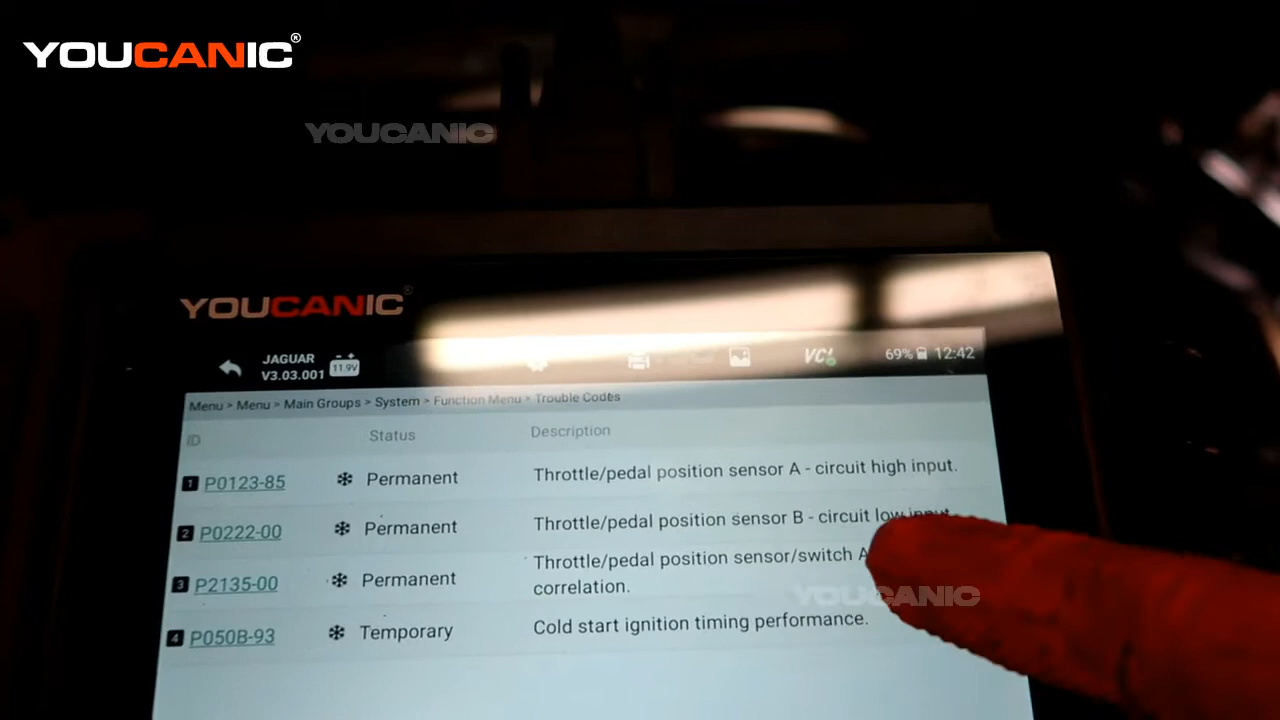 YOUCANIC®
YOUCANIC
YOUCANIC®
JAGUAR
V3.03.001
11.9V
VCI
69% 12:42
Menu > Menu > Main Groups > System > Function Menu > Trouble Codes
ID Status Description
1 P0123-85 Permanent Throttle/pedal position sensor A - circuit high input.
2 P0222-00 Permanent Throttle/pedal position sensor B - circuit low input.
3 P2135-00 Permanent Throttle/pedal position sensor/switch A
correlation.
YOUCANIC
4 P050B-93 Temporary Cold start ignition timing performance.